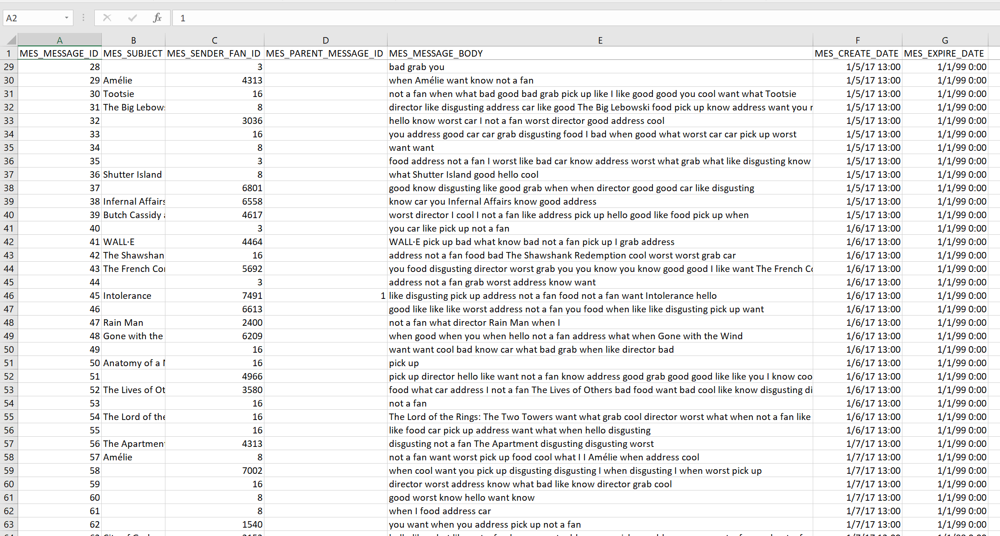 A2 fx 1
A B C D E F G
1 MES_MESSAGE_ID MES_SUBJECT MES_SENDER_FAN_ID MES_PARENT_MESSAGE_ID MES_MESSAGE_BODY MES_CREATE_DATE MES_EXPIRE_DATE
29 28 3 bad grab you 1/5/17 13:00 1/1/99 0:00
30 29 Amélie 4313 when Amélie want know not a fan 1/5/17 13:00 1/1/99 0:00
31 30 Tootsie 16 not a fan when what bad good bad grab pick up like I like good good you cool want what Tootsie 1/5/17 13:00 1/1/99 0:00
32 31 The Big Lebow 8 director like disgusting address car like good The Big Lebowski food pick up know address want you 1/5/17 13:00 1/1/99 0:00
33 32 3036 hello know worst car I not a fan worst director good address cool 1/5/17 13:00 1/1/99 0:00
34 33 16 you address good car car grab disgusting food I bad when good what worst car car pick up worst 1/5/17 13:00 1/1/99 0:00
35 34 8 want want 1/5/17 13:00 1/1/99 0:00
36 35 3 food address not a fan I worst like bad car know address worst what grab what like disgusting know 1/5/17 13:00 1/1/99 0:00
37 36 Shutter Island 8 what Shutter Island good hello cool 1/5/17 13:00 1/1/99 0:00
38 37 6801 good know disgusting like good grab when when director good good car like disgusting 1/5/17 13:00 1/1/99 0:00
39 38 Infernal Affairs 6558 know car you Infernal Affairs know good address 1/5/17 13:00 1/1/99 0:00
40 39 Butch Cassidy 4617 worst director I cool I not a fan like address pick up hello good like food pick up when 1/5/17 13:00 1/1/99 0:00
41 40 3 you car like pick up not a fan 1/6/17 13:00 1/1/99 0:00
42 41 WALL·E 4464 WALL·E pick up bad what know bad not a fan pick up I grab address 1/6/17 13:00 1/1/99 0:00
43 42 The Shawshan 16 address not a fan food bad The Shawshank Redemption cool worst worst grab car 1/6/17 13:00 1/1/99 0:00
44 43 The French Co 5692 you food disgusting director worst grab you you know you know good good I like want The French C 1/6/17 13:00 1/1/99 0:00
45 44 3 address not a fan grab worst address know want 1/6/17 13:00 1/1/99 0:00
46 45 Intolerance 7491 1 like disgusting pick up address not a fan food not a fan want Intolerance hello 1/6/17 13:00 1/1/99 0:00
47 46 6613 good like like like worst address not a fan you food when like like disgusting pick up want 1/6/17 13:00 1/1/99 0:00
48 47 Rain Man 2400 not a fan what director Rain Man when I 1/6/17 13:00 1/1/99 0:00
49 48 Gone with the 6209 when good when you when hello not a fan address what when Gone with the Wind 1/6/17 13:00 1/1/99 0:00
50 49 16 want want cool bad know car what bad grab when like director bad 1/6/17 13:00 1/1/99 0:00
51 50 Anatomy of a 16 pick up 1/6/17 13:00 1/1/99 0:00
52 51 4966 pick up director hello like want not a fan know address good grab good good like like you I know coo 1/6/17 13:00 1/1/99 0:00
53 52 The Lives of Ot 3580 food what car address I not a fan The Lives of Others bad food want bad cool like know disgusting di 1/6/17 13:00 1/1/99 0:00
54 53 16 not a fan 1/6/17 13:00 1/1/99 0:00
55 54 The Lord of the 16 The Lord of the Rings: The Two Towers want what grab cool director worst what when not a fan like 1/6/17 13:00 1/1/99 0:00
56 55 16 like food car pick up address want what when hello disgusting 1/6/17 13:00 1/1/99 0:00
57 56 The Apartmen 4313 disgusting not a fan The Apartment disgusting disgusting worst 1/7/17 13:00 1/1/99 0:00
58 57 Amélie 8 not a fan want worst pick up food cool what I I Amélie when address cool 1/7/17 13:00 1/1/99 0:00
59 58 7002 when cool want you pick up disgusting disgusting I when disgusting I when worst pick up 1/7/17 13:00 1/1/99 0:00
60 59 16 director worst address know what bad like know director grab cool 1/7/17 13:00 1/1/99 0:00
61 60 8 good worst know hello want know 1/7/17 13:00 1/1/99 0:00
62 61 8 when I food address car 1/7/17 13:00 1/1/99 0:00
63 62 1540 you want when you address pick up not a fan 1/7/17 13:00 1/1/99 0:00